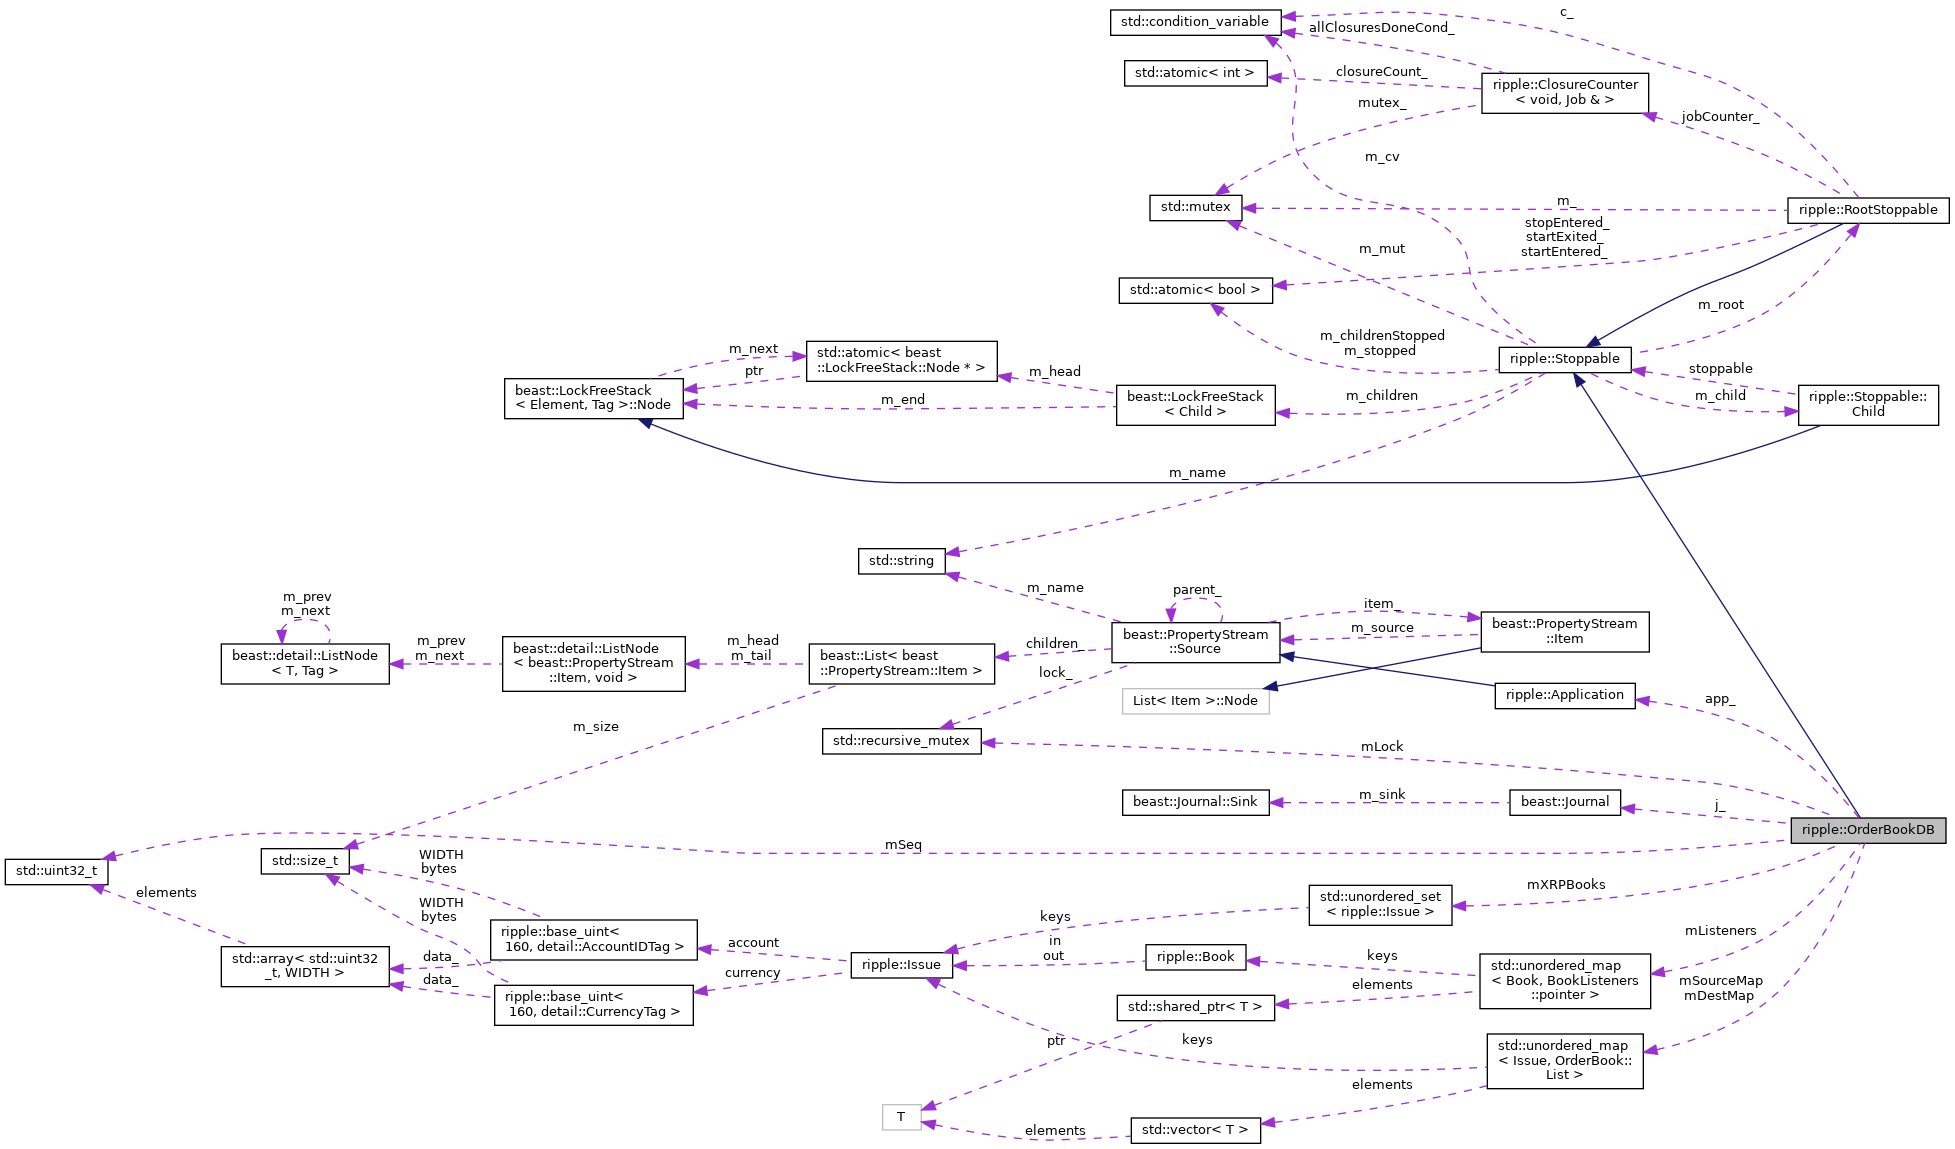 c_
std::condition_variable
allClosuresDoneCond_
std::atomic< int >
closureCount_
ripple::ClosureCounter
< void, Job & >
mutex_
jobCounter_
m_cv
std::mutex
m_
ripple::RootStoppable
stopEntered_
startExited_
startEntered_
m_mut
std::atomic< bool >
m_root
m_childrenStopped
m_stopped
m_next
std::atomic< beast
::LockFreeStack::Node * >
ptr
ripple::Stoppable
m_head
stoppable
beast::LockFreeStack
< Element, Tag >::Node
m_end
beast::LockFreeStack
< Child >
m_children
m_child
ripple::Stoppable::
Child
m_name
std::string
m_name
parent_
item_
m_prev
m_next
beast::detail::ListNode
< T, Tag >
m_prev
m_next
beast::detail::ListNode
< beast::PropertyStream
::Item, void >
m_head
m_tail
beast::List< beast
::PropertyStream::Item >
children_
beast::PropertyStream
::Source
m_source
beast::PropertyStream
::Item
lock_
List< Item >::Node
ripple::Application
app_
m_size
std::recursive_mutex
mLock
beast::Journal::Sink
m_sink
beast::Journal
j_
ripple::OrderBookDB
mSeq
std::uint32_t
std::size_t
WIDTH
bytes
elements
WIDTH
bytes
std::unordered_set
< ripple::Issue >
mXRPBooks
keys
ripple::base_uint<
160, detail::AccountIDTag >
account
in
out
mListeners
std::array< std::uint32
_t, WIDTH >
data_
data_
currency
ripple::Issue
ripple::Book
keys
std::unordered_map
< Book, BookListeners
::pointer >
mSourceMap
mDestMap
ripple::base_uint<
160, detail::CurrencyTag >
elements
std::shared_ptr< T >
ptr
keys
std::unordered_map
< Issue, OrderBook::
List >
elements
T
elements
std::vector< T >